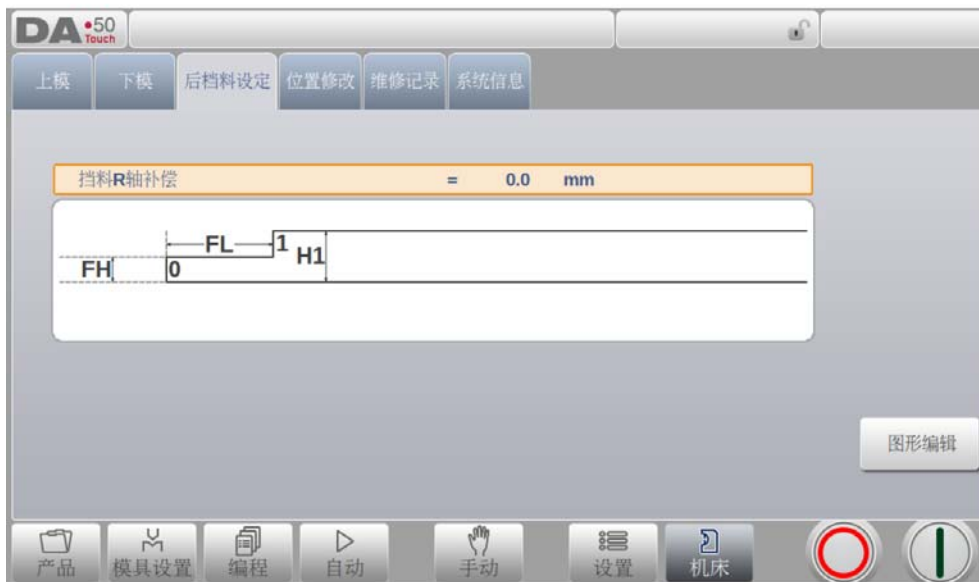 DA 50
Touch
上模 下模 后档料设定 位置修改 维修记录 系统信息
挡料R轴补偿 = 0.0 mm
FL 1 H1
FH 0
图形编辑
产品 模具设置 编程 自动 手动 设置 机床